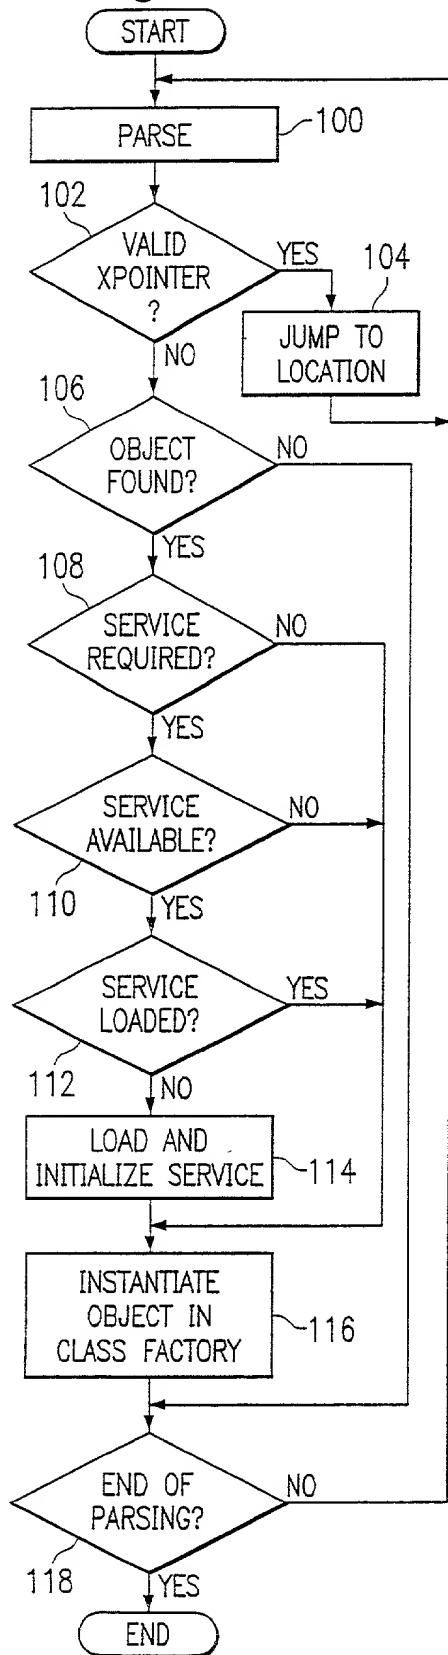 START
PARSE
100
102
VALID
XPOINTER
?
YES
104
JUMP TO
LOCATION
NO
106
OBJECT
FOUND?
NO
YES
108
SERVICE
REQUIRED?
NO
YES
SERVICE
AVAILABLE?
NO
110
YES
SERVICE
LOADED?
YES
112
NO
LOAD AND
INITIALIZE SERVICE
114
INSTANTIATE
OBJECT IN
CLASS FACTORY
116
END OF
PARSING?
NO
118
YES
END